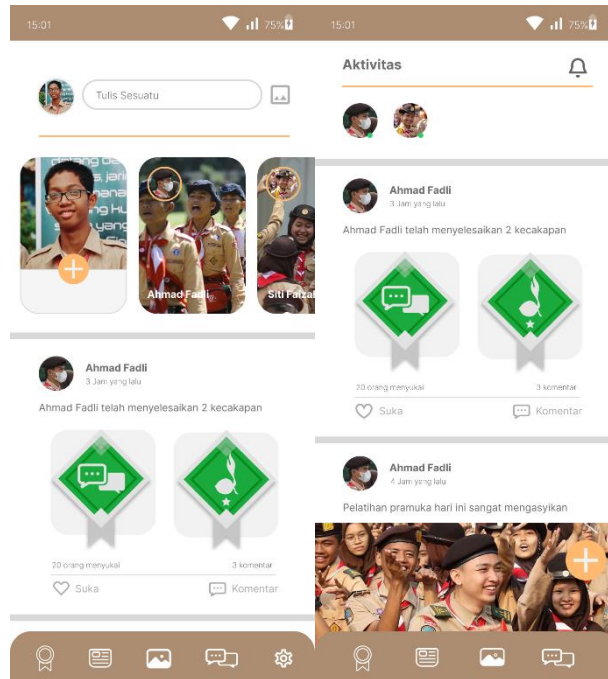 15:01
75%
Tulis Sesuatu
Ahmad Fadli
Siti Faiza
Ahmad Fadli
3 Jam yang lalu
Ahmad Fadli telah menyelesaikan 2 kecakapan
20 orang menyukai
3 komentar
Suka
Komentar
15:01
75%
Aktivitas
Ahmad Fadli
3 Jam yang lalu
Ahmad Fadli telah menyelesaikan 2 kecakapan
20 orang menyukai
3 komentar
Suka
Komentar
Ahmad Fadli
4 Jam yang lalu
Pelatihan pramuka hari ini sangat mengasyikan